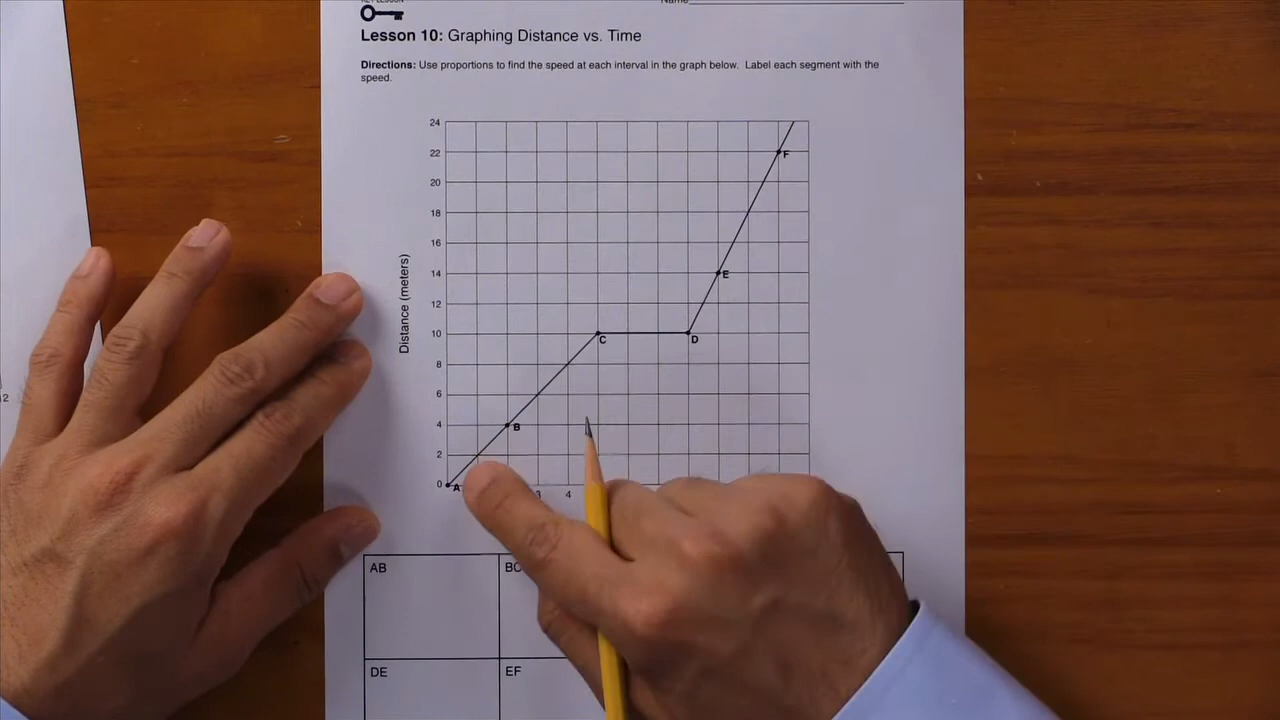 Name
Lesson 10: Graphing Distance vs. Time
Directions: Use proportions to find the speed at each interval in the graph below. Label each segment with the
speed.
24
22
F
20
18
16
Distance (meters)
14
E
12
10
C
D
8
6
4
B
2
0
A
3
4
2
AB
DE
EF